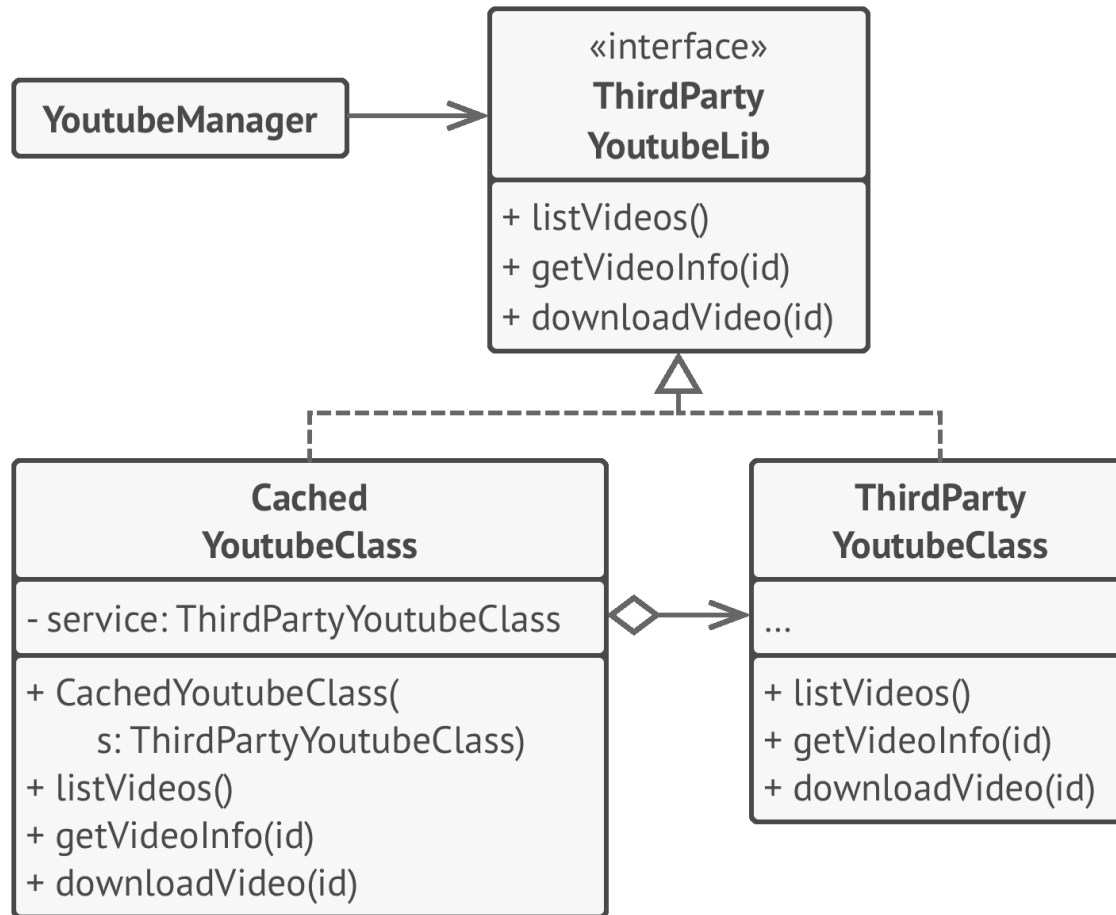 YoutubeManager
«interface»
ThirdParty
YoutubeLib
+ listVideos()
+ getVideoInfo(id)
+ downloadVideo(id)
Cached
YoutubeClass
- service: ThirdPartyYoutubeClass
+ CachedYoutubeClass(
s: ThirdPartyYoutubeClass)
+ listVideos()
+ getVideoInfo(id)
+ downloadVideo(id)
ThirdParty
YoutubeClass
...
+ listVideos()
+ getVideoInfo(id)
+ downloadVideo(id)